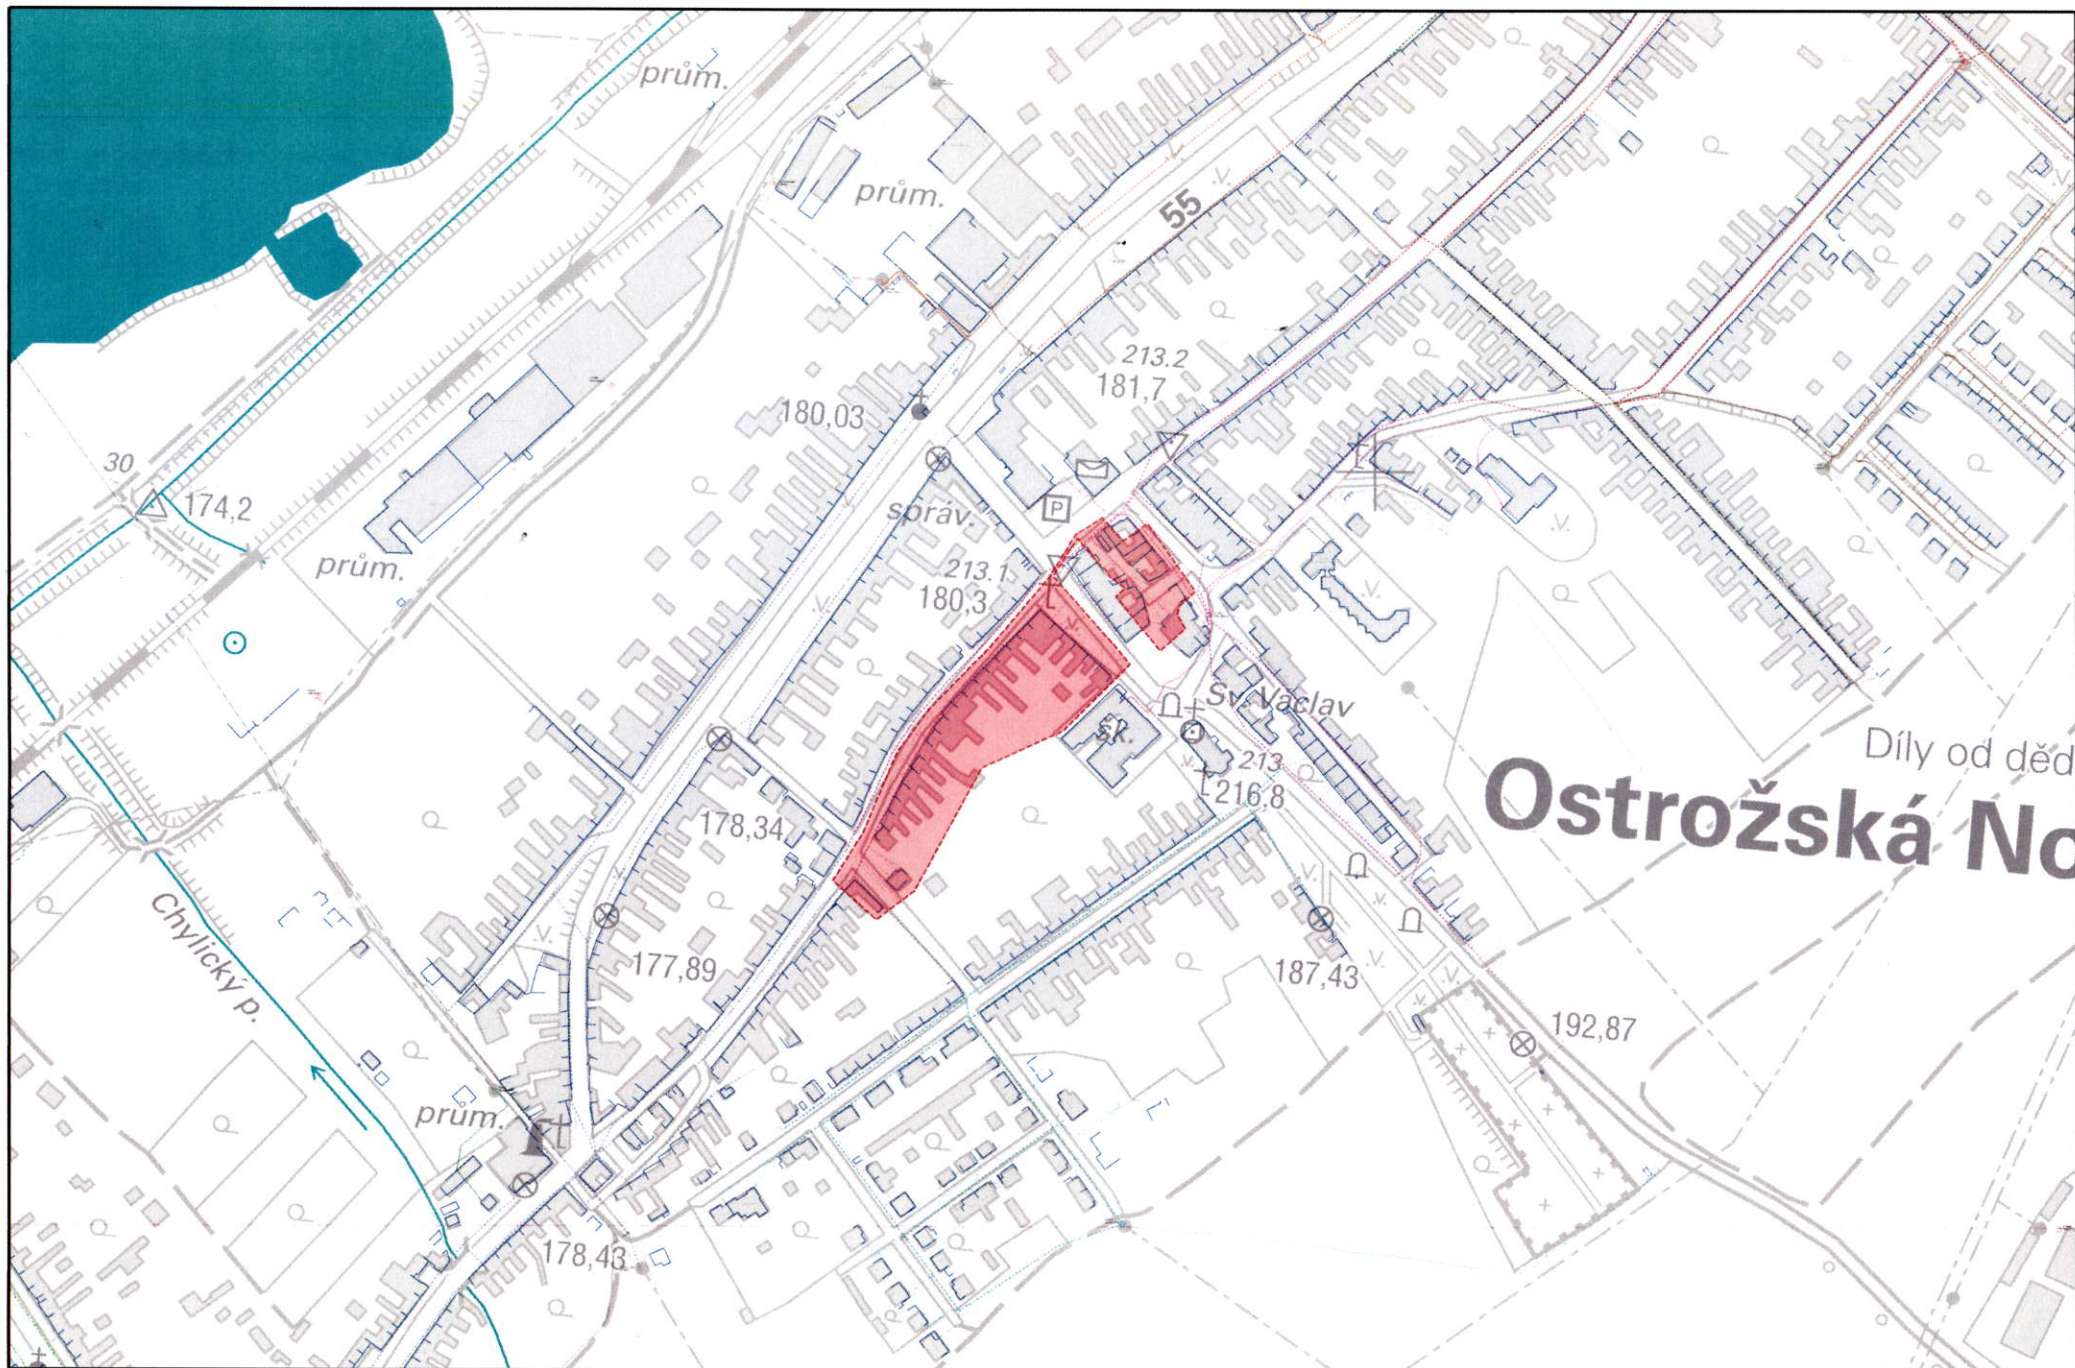 prům.
prům.
55
213.2
181,7
180,03
30
174,2
správ.
P
prům.
213.1
180,3
Sv. Václav
šk.
213
216,8
Díly od děd
Ostrožská No
178,34
Chylický p.
177,89
187,43
192,87
prům.
178,43